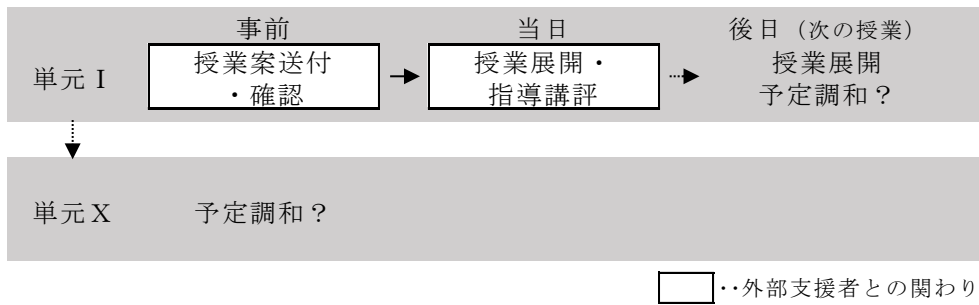 事前 当日 後日（次の授業）
単元Ⅰ 授業案送付 授業展開・ 授業展開
・確認 指導講評 予定調和？
単元Ⅹ 予定調和？
‥外部支援者との関わり